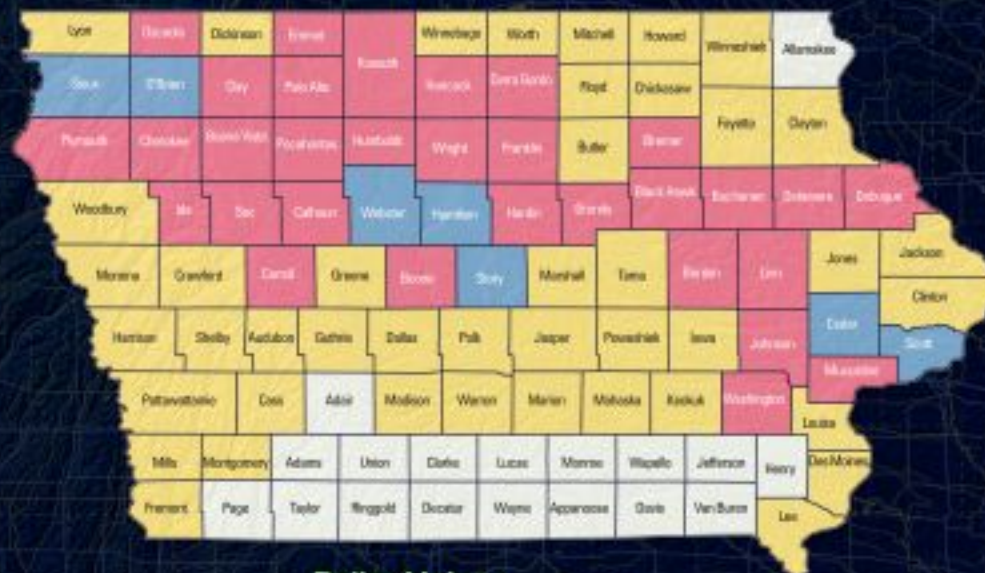 Lyon Osceola Dickinson Emmet Winnebago Worth Mitchell Howard Winneshiek Allamakee
Sioux O'Brien Clay Palo Alto Kossuth Hancock Cerro Gordo Floyd Chickasaw
Plymouth Cherokee Buena Vista Pocahontas Humboldt Wright Franklin Butler Bremer Fayette Clayton
Woodbury Ida Sac Calhoun Webster Hamilton Hardin Grundy Black Hawk Buchanan Delaware Dubuque
Monona Crawford Carroll Greene Boone Story Marshall Tama Benton Linn Jones Jackson
Clinton
Harrison Shelby Audubon Guthrie Dallas Polk Jasper Poweshiek Iowa Johnson Cedar Scott
Muscatine
Pottawattamie Cass Adair Madison Warren Marion Mahaska Keokuk Washington
Louisa
Mills Montgomery Adams Union Clarke Lucas Monroe Wapello Jefferson Henry Des Moines
Fremont Page Taylor Ringgold Decatur Wayne Appanoose Davis Van Buren Lee